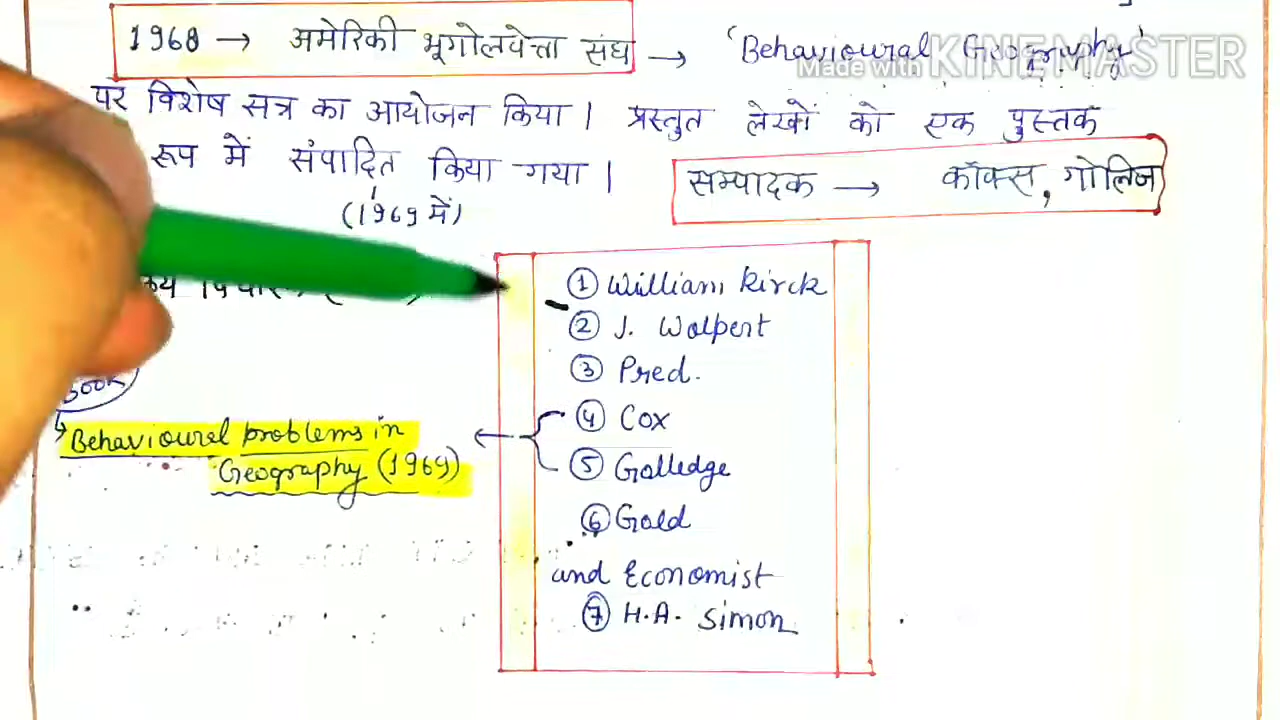 1968 → अमेरिकी भूगोलवेत्ता संघ → 'Behavioural Geography'
Made with KINEMASTER
पर विशेष सत्र का आयोजन किया । प्रस्तुत लेखों को एक पुस्तक
रूप में संपादित किया गया ।
(1969 में)
सम्पादक → कॉक्स, गोलिज
① William Kirck
② J. Wolpert
③ Pred.
④ Cox
⑤ Golledge
⑥ Gold
and Economist
⑦ H.A. Simon
Book
Behavioural problems in
Geography (1969)